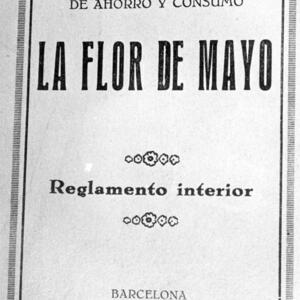 DE AHORRO Y CONSUMO
LA FLOR DE MAYO
Reglamento interior
BARCELONA